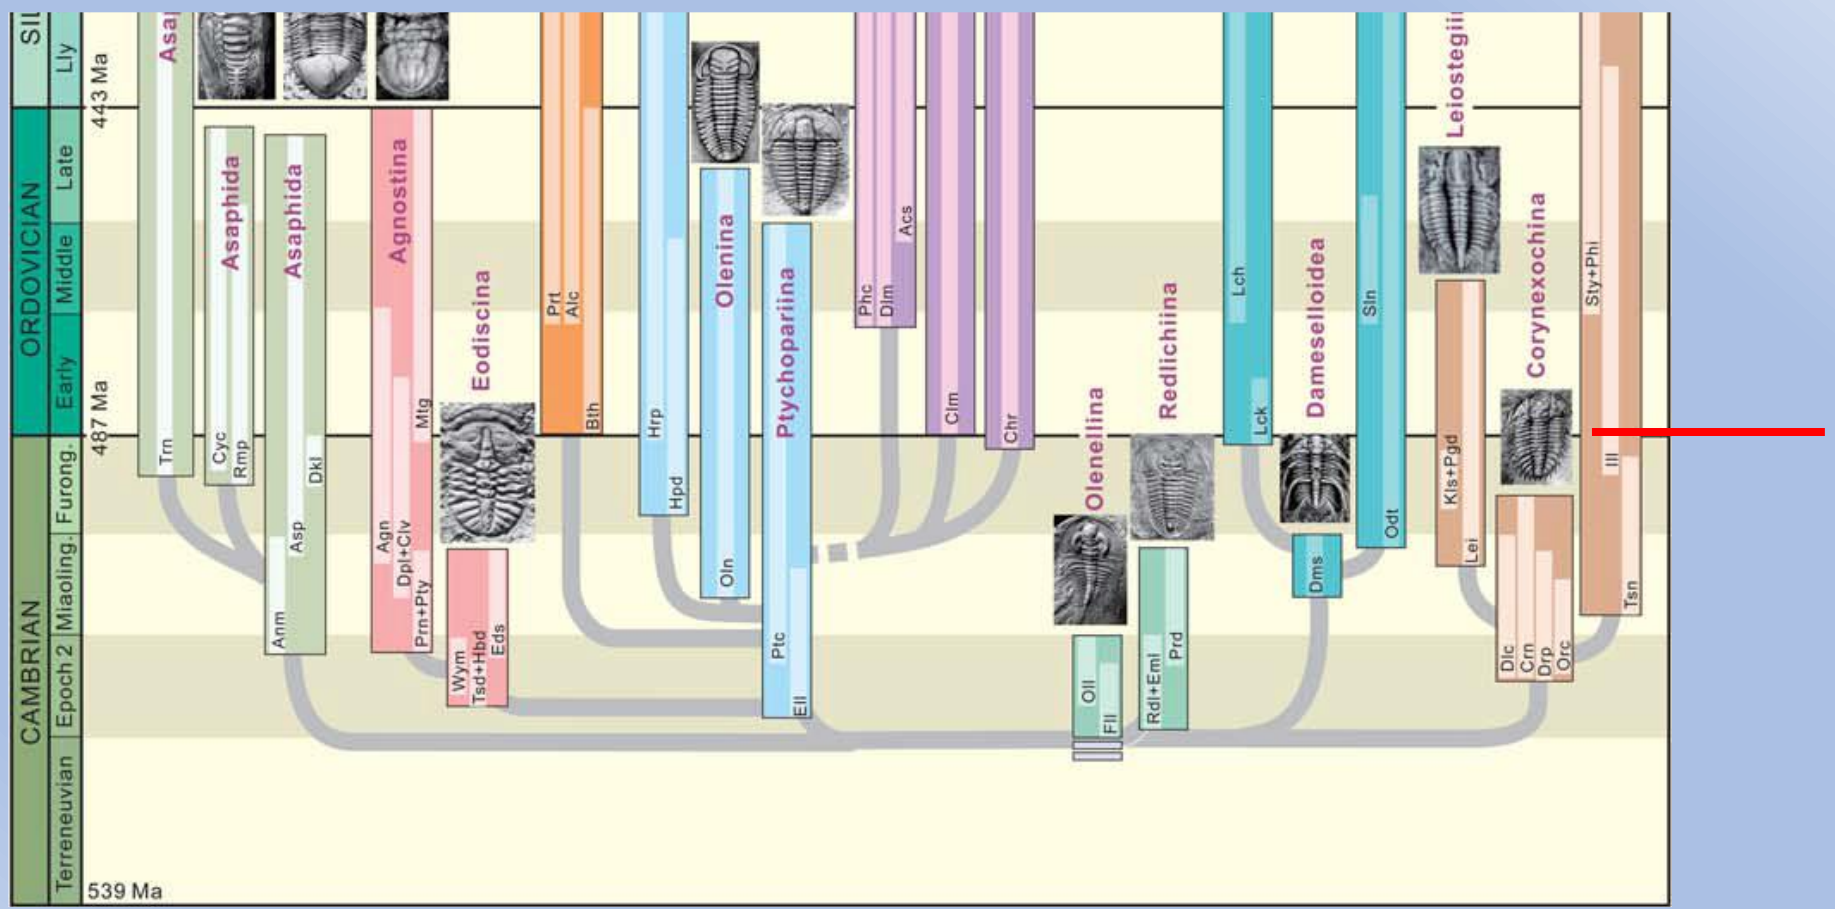 SIL
ORDOVICIAN
CAMBRIAN
Lly
Late
Middle
Early
Furong.
Miaoling.
Epoch 2
Terreneuvian
443 Ma
487 Ma
539 Ma
Asap
Trn
Asaphida
Cyc
Rmp
Asaphida
Anm
Asp
Dkl
Agnostina
Agn
Dpl+Clv
Prn+Pty
Mtg
Eodiscina
Wym
Tsd+Hbd
Eds
Prt
Alc
Bth
Hrp
Hpd
Olenina
Oln
Ptychopariina
Ptc
Ell
Phc
Dlm
Acs
Clm
Chr
Olenellina
Oll
Fll
Redlichiina
Rdl+Eml
Prd
Lch
Lck
Dameselloidea
Dms
Sln
Odt
Leiostegii
Kls+Pgd
Lei
Corynexochina
Dlc
Crn
Drp
Orc
Sty+Phi
Ill
Tsn